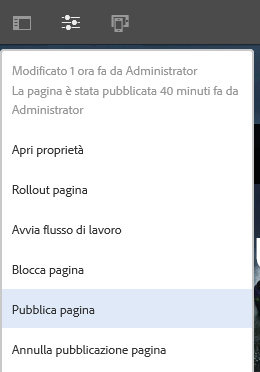 Modificato 1 ora fa da Administrator
La pagina è stata pubblicata 40 minuti fa da
Administrator
Apri proprietà
Rollout pagina
Avvia flusso di lavoro
Blocca pagina
Pubblica pagina
Annulla pubblicazione pagina